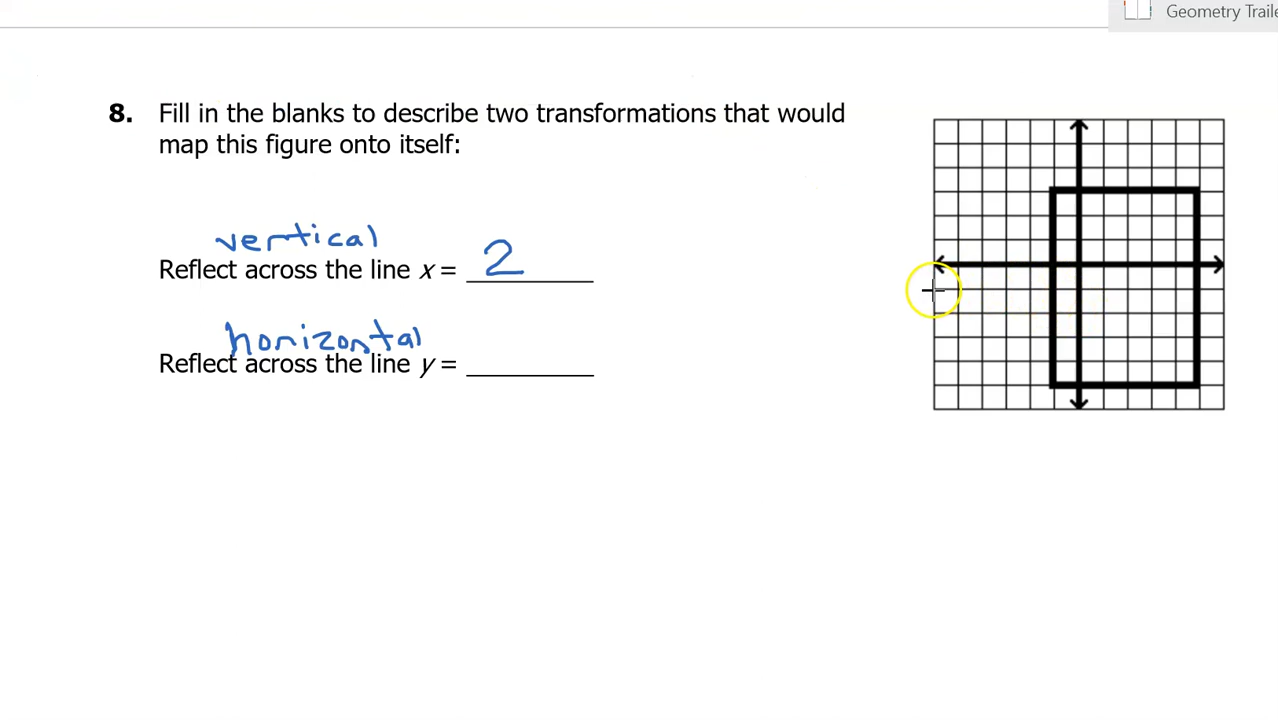 Geometry Traile
8. Fill in the blanks to describe two transformations that would
map this figure onto itself:
vertical
Reflect across the line x = 2
horizontal
Reflect across the line y =